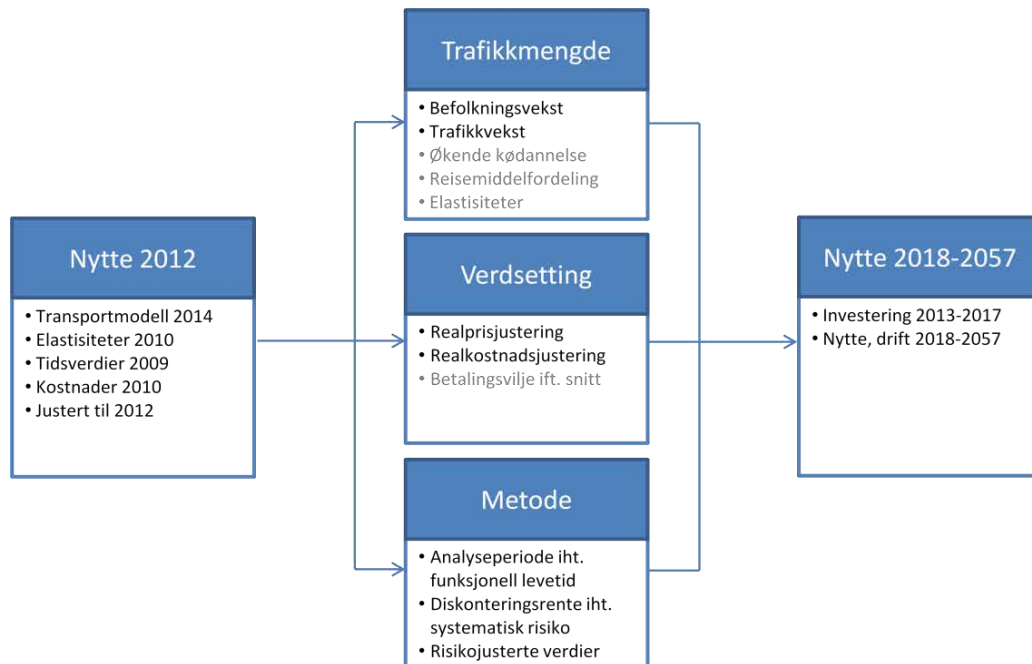 Nytte 2012
• Transportmodell 2014
• Elastisiteter 2010
• Tidsverdier 2009
• Kostnader 2010
• Justert til 2012
Trafikkmengde
• Befolkningsvekst
• Trafikkvekst
• Økende kødannelse
• Reisemiddelfordeling
• Elastisiteter
Verdsetting
• Realprisjustering
• Realkostnadsjustering
• Betalingsvilje ift. snitt
Metode
• Analyseperiode iht.
funksjonell levetid
• Diskonteringsrente iht.
systematisk risiko
• Risikojusterte verdier
Nytte 2018-2057
• Investering 2013-2017
• Nytte, drift 2018-2057